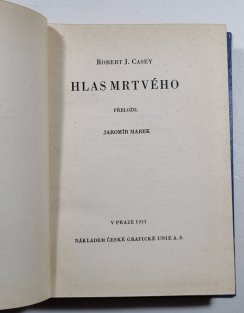 ROBERT J. CASEY
HLAS MRTVÉHO
PŘELOŽIL
JAROMÍR MAREK
V PRAZE 1933
NÁKLADEM ČESKÉ GRAFICKÉ UNIE A. S.